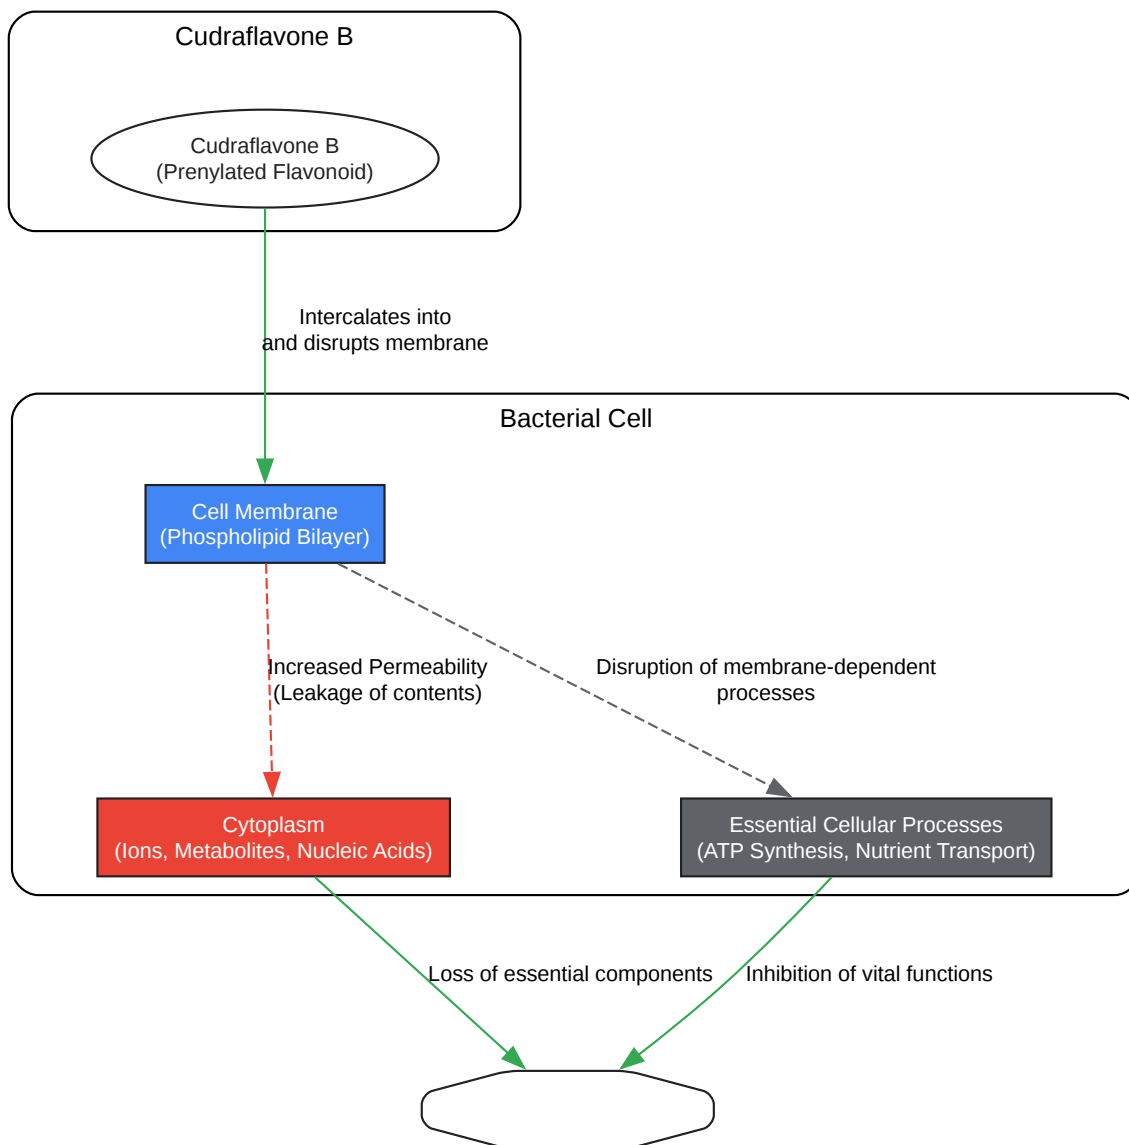 Cudraflavone B
Cudraflavone B
(Prenylated Flavonoid)
Intercalates into
and disrupts membrane
Bacterial Cell
Cell Membrane
(Phospholipid Bilayer)
Increased Permeability
(Leakage of contents)
Disruption of membrane-dependent
processes
Cytoplasm
(Ions, Metabolites, Nucleic Acids)
Essential Cellular Processes
(ATP Synthesis, Nutrient Transport)
Loss of essential components
Inhibition of vital functions